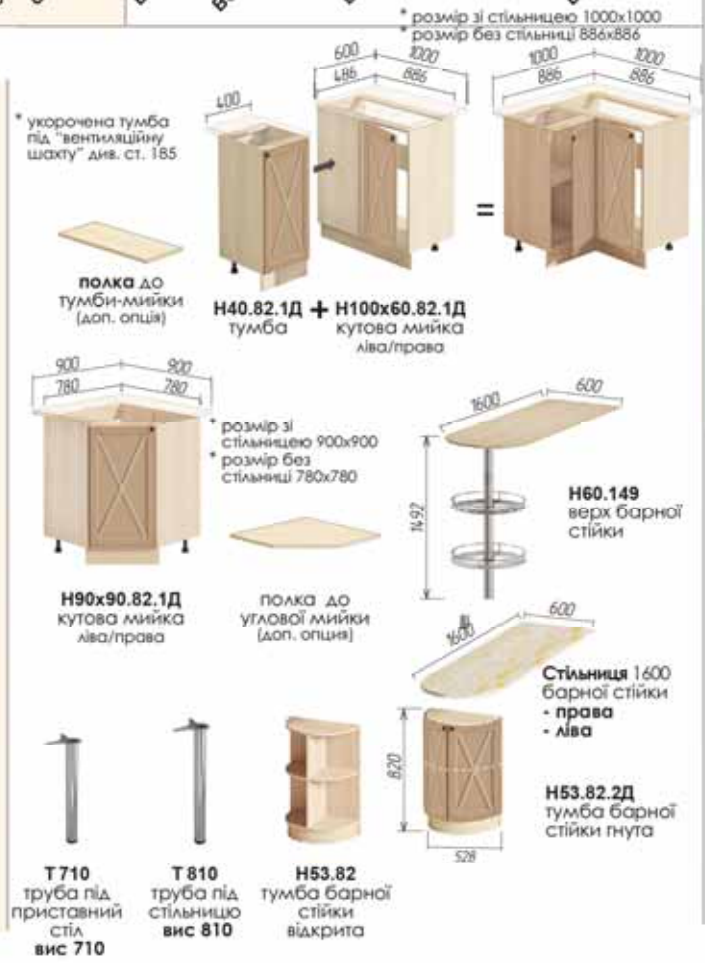 * розмір зі стільницею 1000х1000
* розмір без стільниці 886х886
* укорочена тумба
під "вентиляційну
шахту" див. ст. 185
400
600
1000
486
886
1000
1000
886
886
=
полка до
тумби-мийки
(доп. опція)
Н40.82.1Д + Н100х60.82.1Д
тумба
кутова мийка
ліва/права
900
900
780
780
* розмір зі
стільницею 900х900
* розмір без
стільниці 780х780
Н90х90.82.1Д
кутова мийка
ліва/права
полка до
углової мийки
(доп. опция)
1600
600
1492
Н60.149
верх барної
стійки
1600
600
Стільниця 1600
барної стійки
- права
- ліва
820
528
Н53.82.2Д
тумба барної
стійки гнута
Т 710
труба під
приставний
стіл
вис 710
Т 810
труба під
стільницю
вис 810
Н53.82
тумба барної
стійки
відкрита